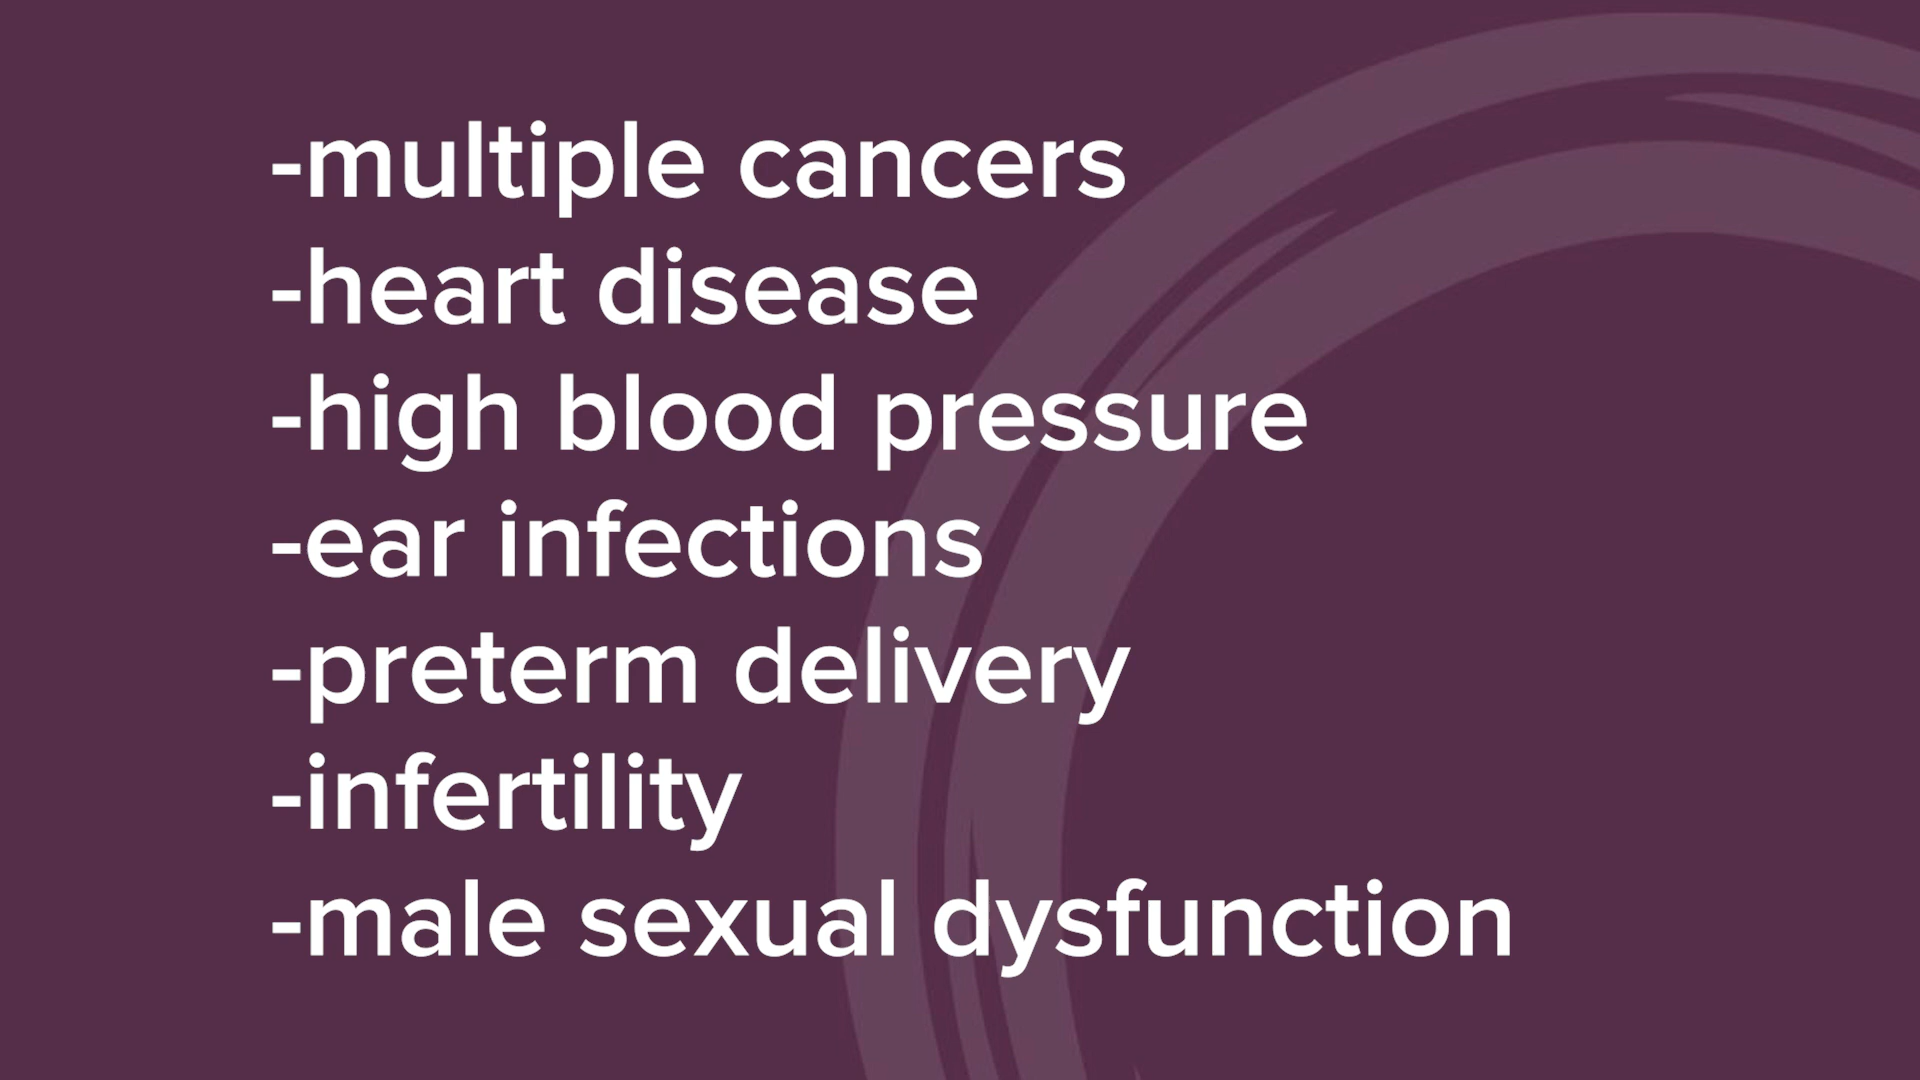 -multiple cancers
-heart disease
-high blood pressure
-ear infections
-preterm delivery
-infertility
-male sexual dysfunction